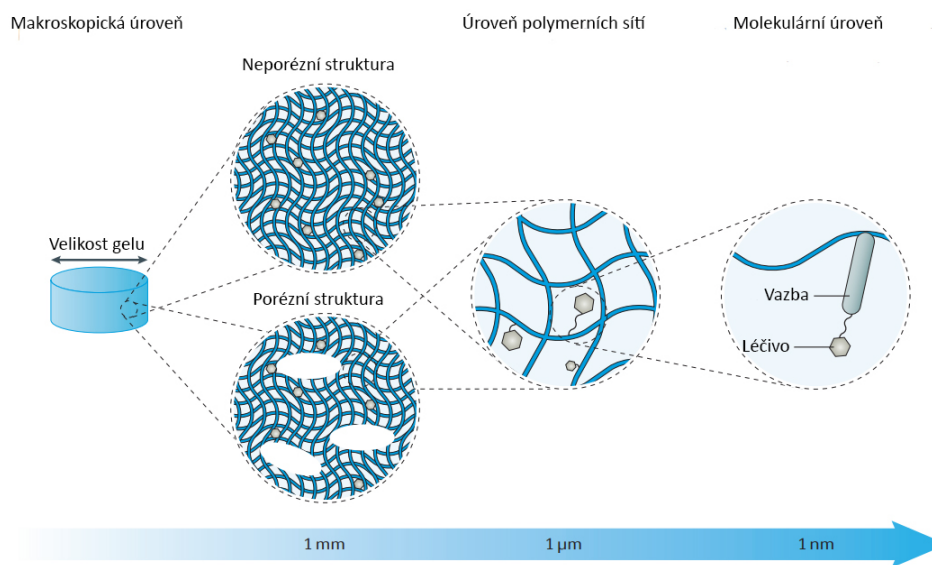 Makroskopická úroveň
Úroveň polymerních sítí
Molekulární úroveň
Neporézní struktura
Velikost gelu
Porézní struktura
Vazba
Léčivo
1 mm
1 µm
1 nm